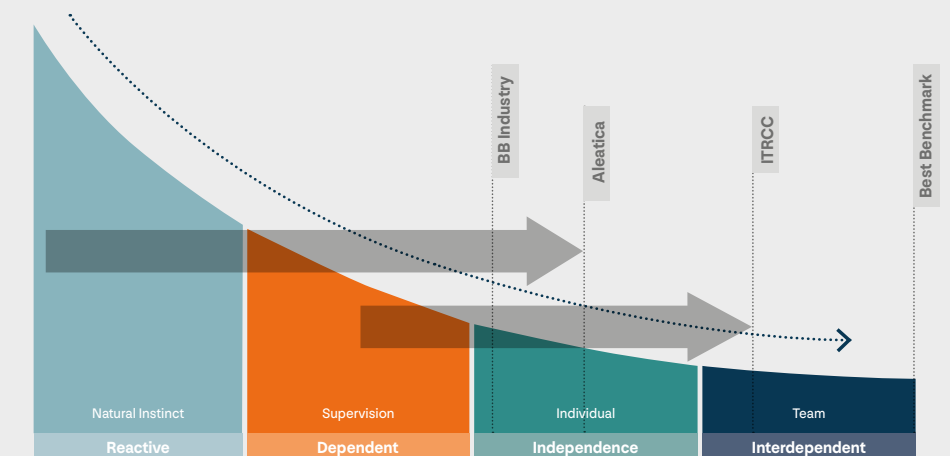 BB Industry
Aleatica
ITRCC
Best Benchmark
Natural Instinct
Supervision
Individual
Team
Reactive
Dependent
Independence
Interdependent